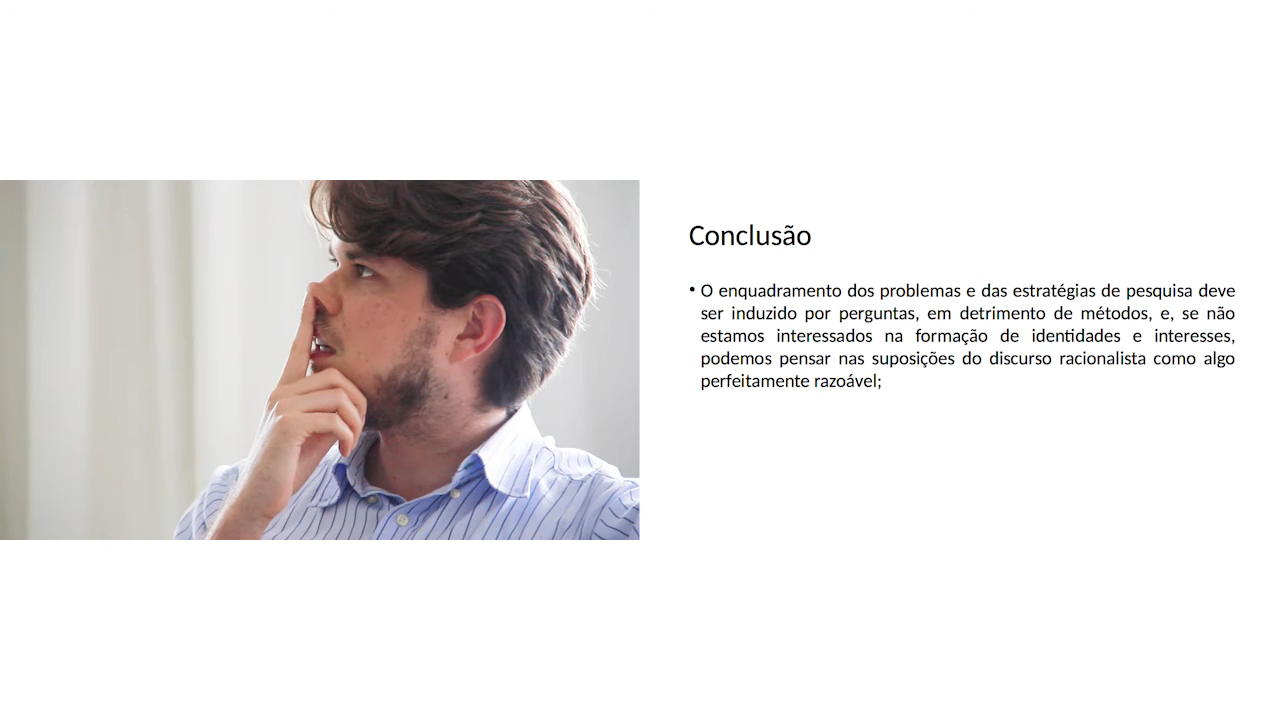 Conclusão
• O enquadramento dos problemas e das estratégias de pesquisa deve
ser induzido por perguntas, em detrimento de métodos, e, se não
estamos interessados na formação de identidades e interesses,
podemos pensar nas suposições do discurso racionalista como algo
perfeitamente razoável;